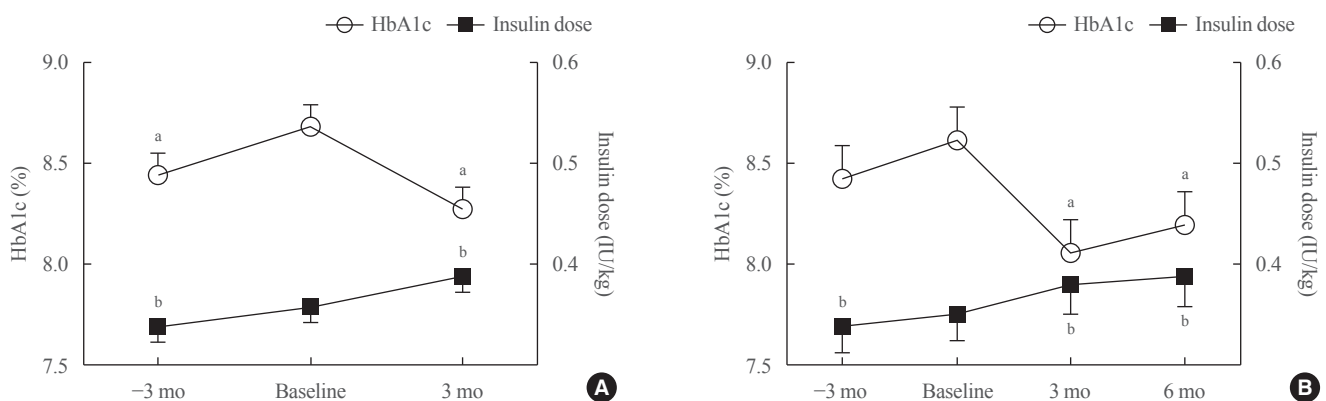 HbA1c Insulin dose
9.0
8.5
8.0
7.5
HbA1c (%)
0.6
0.5
0.4
Insulin dose (IU/kg)
a
a
b
b
−3 mo Baseline 3 mo
A
HbA1c Insulin dose
9.0
8.5
8.0
7.5
HbA1c (%)
0.6
0.5
0.4
Insulin dose (IU/kg)
a
a
b
b
b
−3 mo Baseline 3 mo 6 mo
B